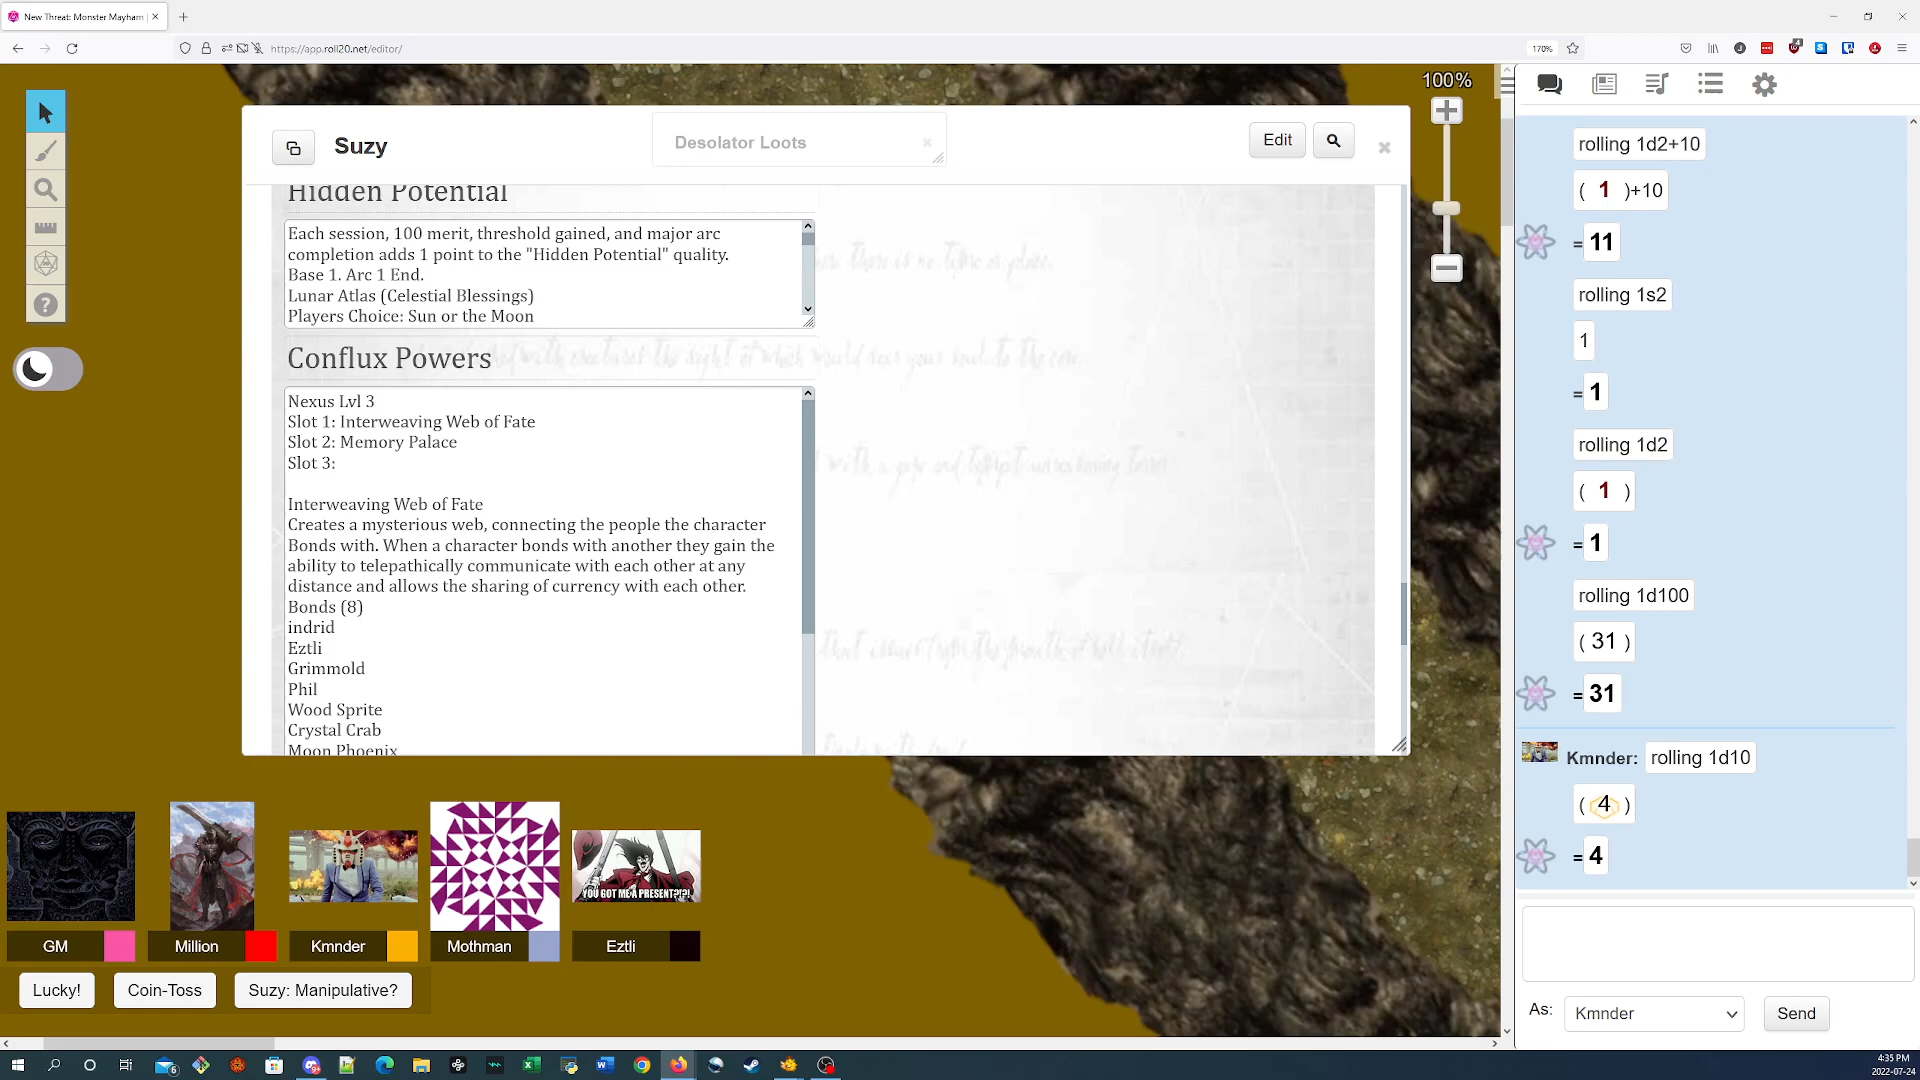 New Threat: Monster Mayham
https://app.roll20.net/editor/
170%
4
100%
Suzy
Desolator Loots
Edit
Hidden Potential
Each session, 100 merit, threshold gained, and major arc
completion adds 1 point to the "Hidden Potential" quality.
Base 1. Arc 1 End.
Lunar Atlas (Celestial Blessings)
Players Choice: Sun or the Moon
Conflux Powers
Nexus Lvl 3
Slot 1: Interweaving Web of Fate
Slot 2: Memory Palace
Slot 3:
Interweaving Web of Fate
Creates a mysterious web, connecting the people the character
Bonds with. When a character bonds with another they gain the
ability to telepathically communicate with each other at any
distance and allows the sharing of currency with each other.
Bonds (8)
indrid
Eztli
Grimmold
Phil
Wood Sprite
Crystal Crab
Moon Phoenix
rolling 1d2+10
( 1 )+10
= 11
rolling 1s2
1
= 1
rolling 1d2
( 1 )
= 1
rolling 1d100
( 31 )
= 31
Kmnder: rolling 1d10
( 4 )
= 4
YOU GOT ME A PRESENT?!?!
GM
Million
Kmnder
Mothman
Eztli
Lucky!
Coin-Toss
Suzy: Manipulative?
As:
Kmnder
Send
6
4:35 PM
2022-07-24